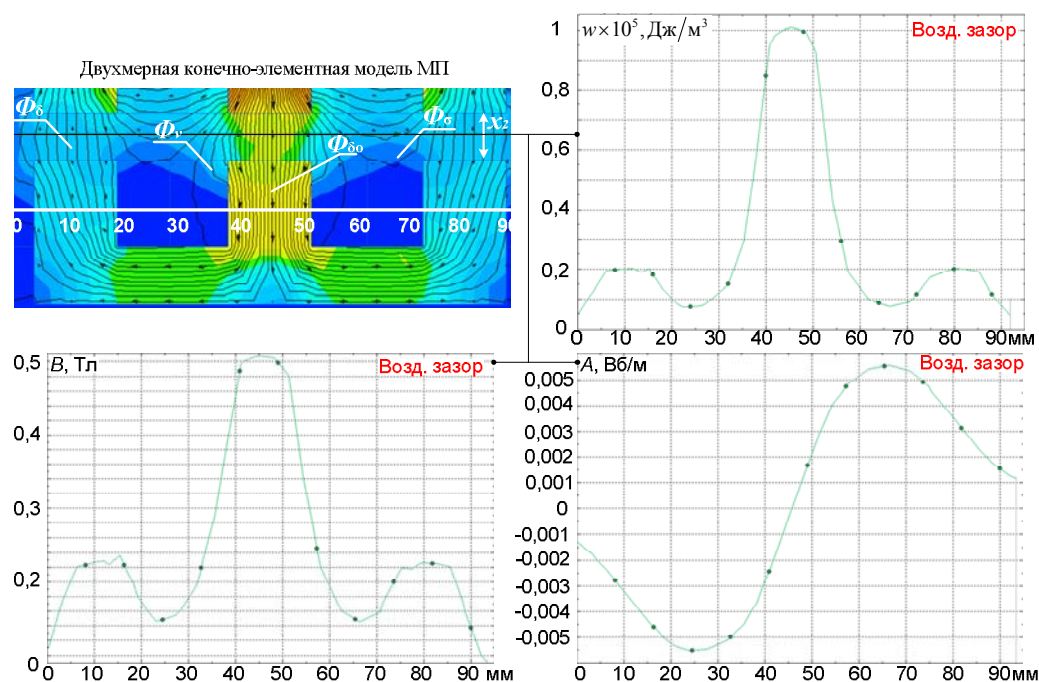 Двухмерная конечно-элементная модель МП
Φδ
Φν
Φδо
Φσ
x₂
0 10 20 30 40 50 60 70 80 90
w×10⁵, Дж/м³
Возд. зазор
1
0,8
0,6
0,4
0,2
0
0 10 20 30 40 50 60 70 80 90мм
B, Тл
Возд. зазор
0,5
0,4
0,3
0,2
0
0 10 20 30 40 50 60 70 80 90 мм
A, Вб/м
Возд. зазор
0,005
0,004
0,003
0,002
0,001
0
-0,001
-0,002
-0,003
-0,004
-0,005
0 10 20 30 40 50 60 70 80 90мм